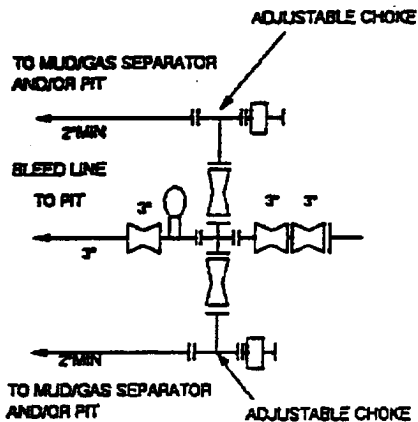 ADJUSTABLE CHOKE
TO MUD/GAS SEPARATOR
AND/OR PIT
2"MIN
BLEED LINE
TO PIT
3"
3"
3"
3"
2"MIN
TO MUD/GAS SEPARATOR
AND/OR PIT
ADJUSTABLE CHOKE